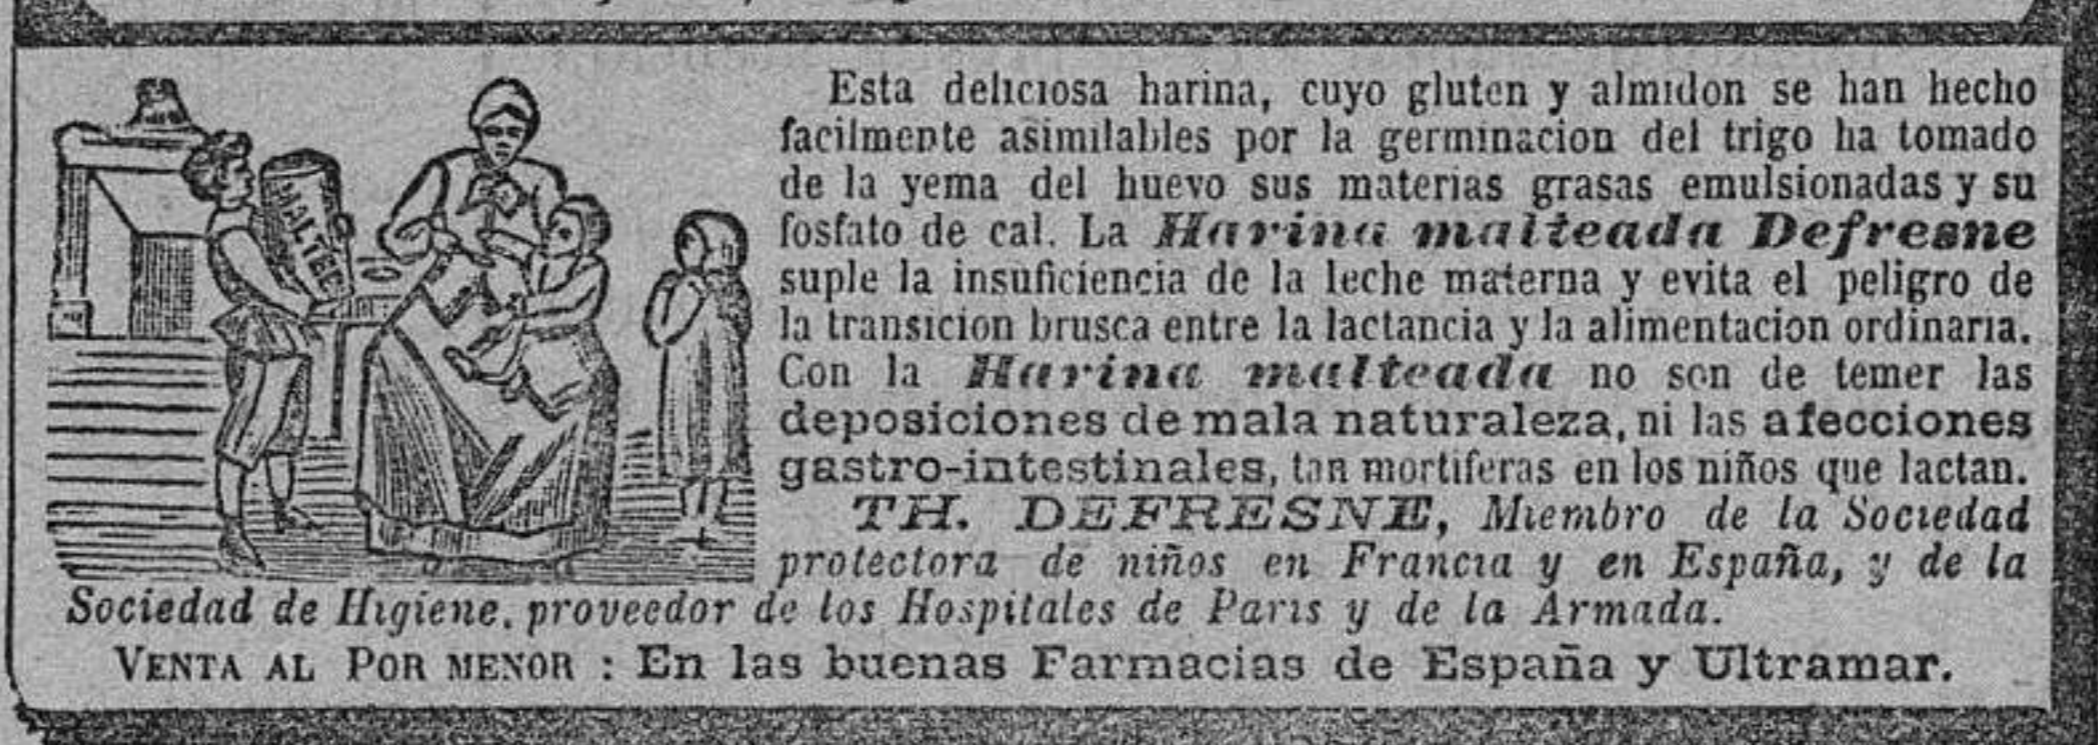 MALTÉE
Esta deliciosa harina, cuyo gluten y almidon se han hecho
facilmente asimilables por la germinacion del trigo ha tomado
de la yema del huevo sus materias grasas emulsionadas y su
fosfato de cal. La Harina malteada Defresne
suple la insuficiencia de la leche materna y evita el peligro de
la transicion brusca entre la lactancia y la alimentacion ordinaria.
Con la Harina malteada no son de temer las
deposiciones de mala naturaleza, ni las afecciones
gastro-intestinales, tan mortiferas en los niños que lactan.
TH. DEFRESNE, Miembro de la Sociedad
protectora de niños en Francia y en España, y de la
Sociedad de Higiene, proveedor de los Hospitales de Paris y de la Armada.
VENTA AL POR MENOR : En las buenas Farmacias de España y Ultramar.